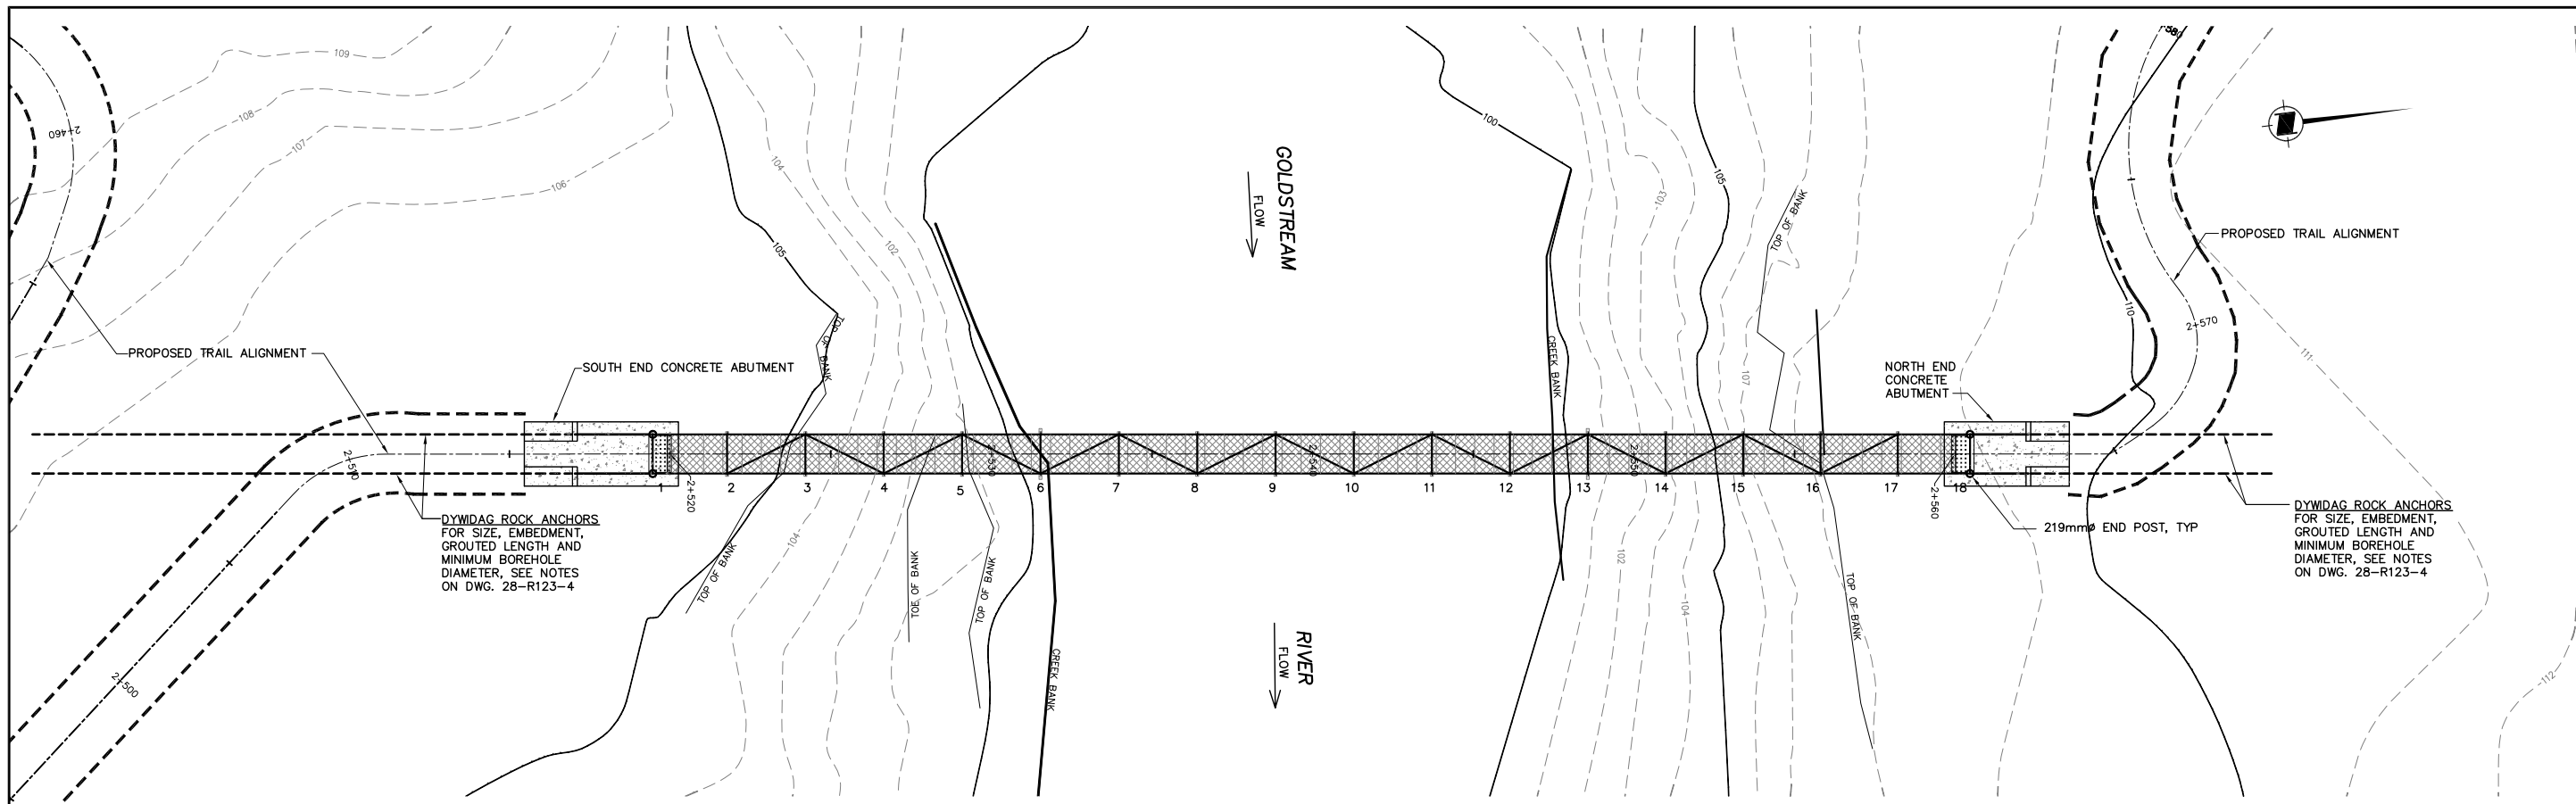 109
580
2+460
108
107
106
104
100
103
105
GOLDSTREAM
FLOW
TOP OF BANK
PROPOSED TRAIL ALIGNMENT
102
105
110
2+570
111
TOP OF BANK
CREEK BANK
107
PROPOSED TRAIL ALIGNMENT
SOUTH END CONCRETE ABUTMENT
NORTH END
CONCRETE
ABUTMENT
2+510
2+530
2+540
2+550
1
2
3
4
5
6
7
8
9
10
11
12
13
14
15
16
17
18
2+520
2+560
DYWIDAG ROCK ANCHORS
FOR SIZE, EMBEDMENT,
GROUTED LENGTH AND
MINIMUM BOREHOLE
DIAMETER, SEE NOTES
ON DWG. 28-R123-4
219mmø END POST, TYP
DYWIDAG ROCK ANCHORS
FOR SIZE, EMBEDMENT,
GROUTED LENGTH AND
MINIMUM BOREHOLE
DIAMETER, SEE NOTES
ON DWG. 28-R123-4
104
TOP OF BANK
TOE OF BANK
TOP OF BANK
102
104
TOP OF BANK
2+500
CREEK BANK
RIVER
FLOW
112